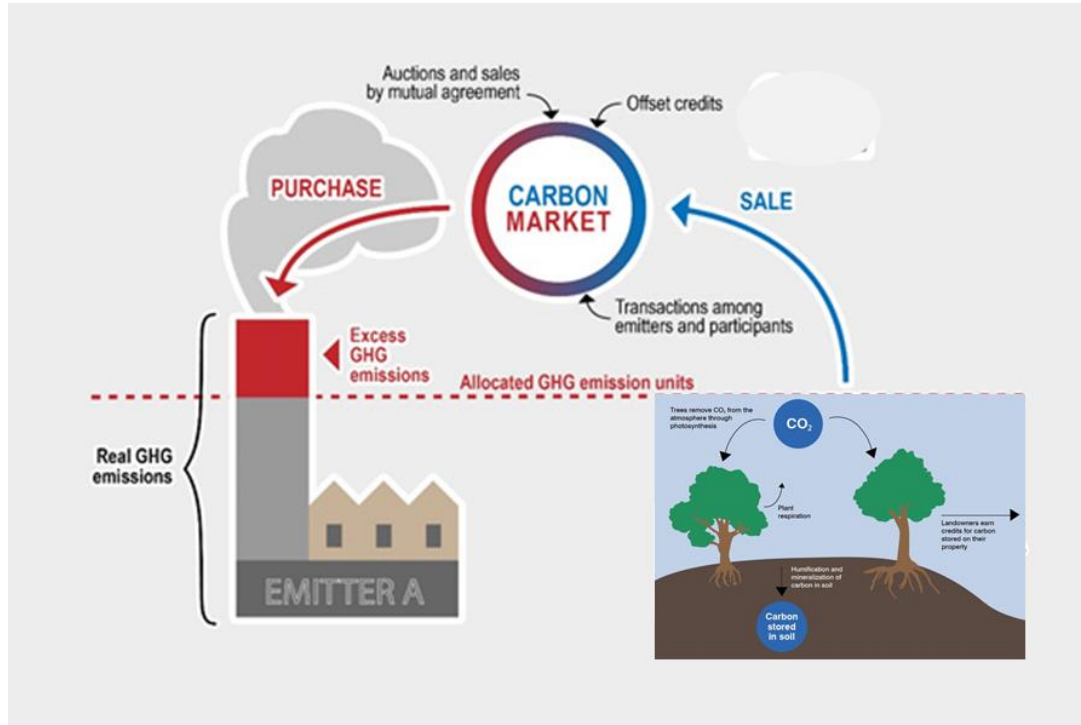 Auctions and sales
by mutual agreement
Offset credits
PURCHASE
CARBON
MARKET
SALE
Transactions among
emitters and participants
Excess
GHG
emissions
Allocated GHG emission units
Real GHG
emissions
EMITTER A
Trees remove CO₂ from the
atmosphere through
photosynthesis
CO₂
Plant
respiration
Landowners earn
credits for carbon
stored on their
property
Humification and
mineralization of
carbon in soil
Carbon
stored
in soil